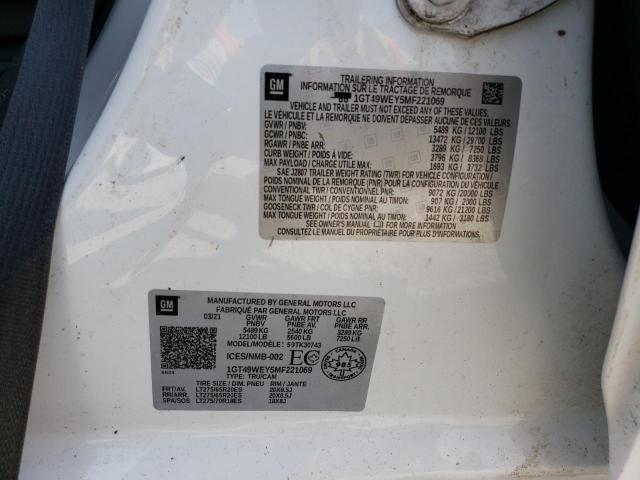 GM
TRAILERING INFORMATION
INFORMATION SUR LE TRACTAGE DE REMORQUE
1GT49WEY5MF221069
VEHICLE AND TRAILER MUST NOT EXCEED ANY OF THESE VALUES
LE VÉHICULE ET LA REMORQUE NE DOIVENT DÉPASSER AUCUNE DE CES VALEURS
GVWR / PNBV: 5489 KG / 12100 LBS
GCWR / PNBC: 13472 KG / 29700 LBS
RGAWR / PNBE ARR: 3289 KG / 7250 LBS
CURB WEIGHT / POIDS À VIDE: 3796 KG / 8368 LBS
MAX PAYLOAD / CHARGE UTILE MAX: 1693 KG / 3732 LBS
SAE J2807 TRAILER WEIGHT RATING (TWR) FOR VEHICLE CONFIGURATION
POIDS NOMINAL DE LA REMORQUE (PNR) POUR LA CONFIGURATION DU VÉHICULE
CONVENTIONAL TWR / PNR: 9072 KG / 20000 LBS
MAX TONGUE WEIGHT / POIDS MAX AU TIMON: 907 KG / 2000 LBS
GOOSENECK TWR / COL DE CYGNE PNR: 9616 KG / 21200 LBS
MAX TONGUE WEIGHT / POIDS MAX AU TIMON: 1442 KG / 3180 LBS
SEE OWNER'S MANUAL FOR MORE INFORMATION.
CONSULTEZ LE MANUEL DU PROPRIÉTAIRE POUR PLUS D'INFORMATIONS.
GM
MANUFACTURED BY GENERAL MOTORS LLC
FABRIQUÉ PAR GENERAL MOTORS LLC
03/21 GVWR GAWR FRT GAWR RR
PNBV PNBE AV. PNBE ARR.
5489 KG 2540 KG 3289 KG
12100 LB 5600 LB 7250 LB
MODEL/MODÈLE: 59TK30743
ICES/NMB-002 EC 985
1GT49WEY5MF221069
TYPE: TRU/CAM
TIRE SIZE / DIM. PNEU RIM / JANTE
FRT/AV. LT275/65R20ES 20X8.5J
RR/ARR. LT275/65R20ES 20X8.5J
SPA/SOS LT275/70R18ES 18X8J